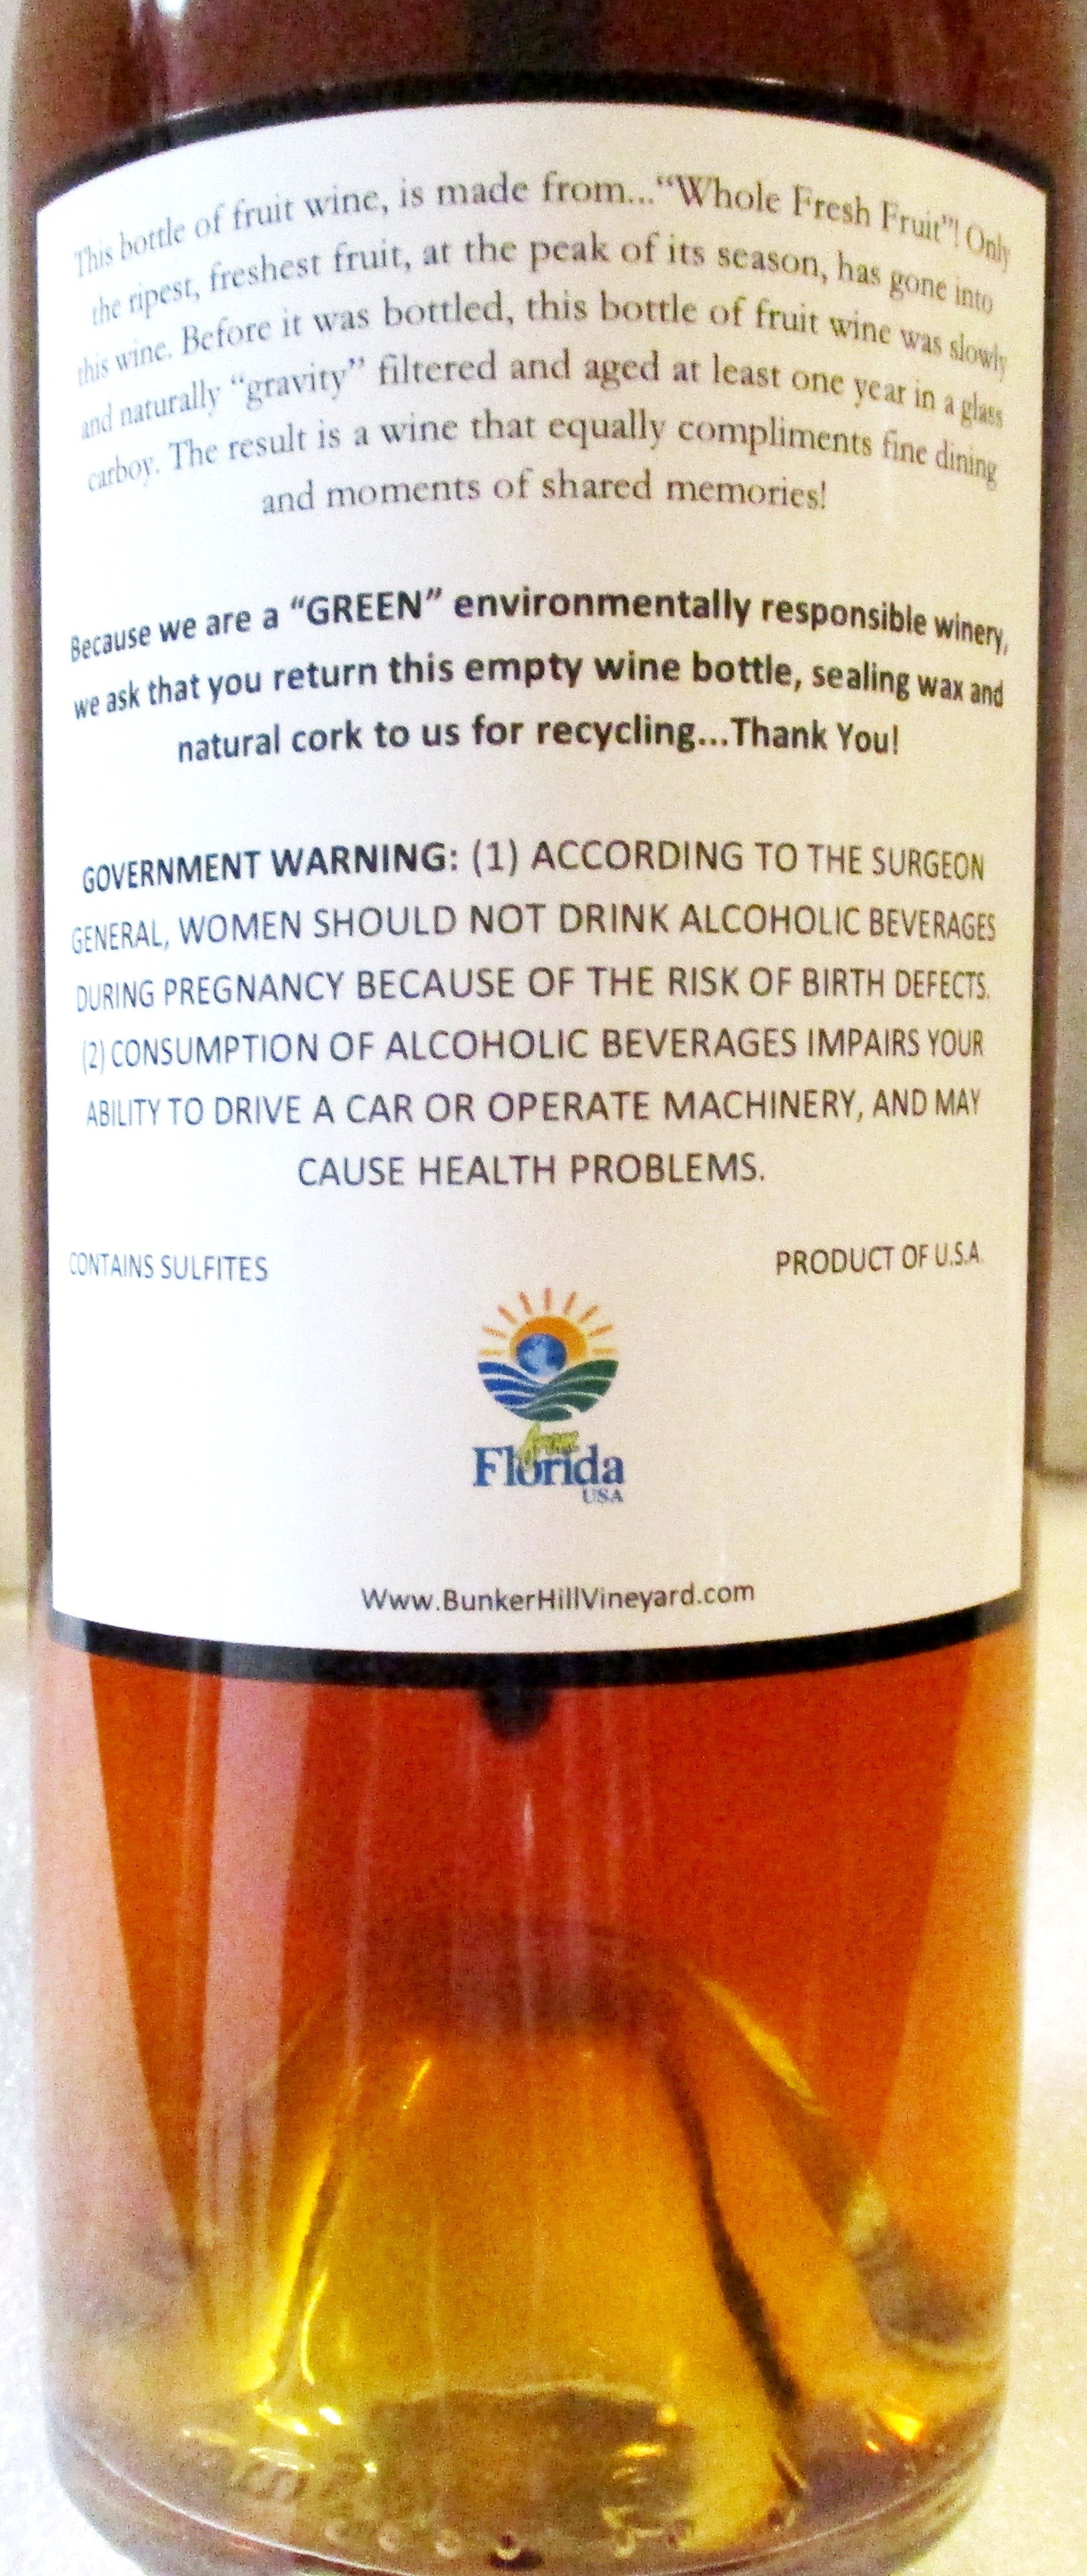 This bottle of fruit wine, is made from..."Whole Fresh Fruit"! Only
the ripest, freshest fruit, at the peak of its season, has gone into
this wine. Before it was bottled, this bottle of fruit wine was slowly
and naturally "gravity" filtered and aged at least one year in a glass
carboy. The result is a wine that equally compliments fine dining
and moments of shared memories!
Because we are a "GREEN" environmentally responsible winery,
we ask that you return this empty wine bottle, sealing wax and
natural cork to us for recycling...Thank You!
GOVERNMENT WARNING: (1) ACCORDING TO THE SURGEON
GENERAL, WOMEN SHOULD NOT DRINK ALCOHOLIC BEVERAGES
DURING PREGNANCY BECAUSE OF THE RISK OF BIRTH DEFECTS.
(2) CONSUMPTION OF ALCOHOLIC BEVERAGES IMPAIRS YOUR
ABILITY TO DRIVE A CAR OR OPERATE MACHINERY, AND MAY
CAUSE HEALTH PROBLEMS.
CONTAINS SULFITES PRODUCT OF U.S.A.
from
Florida
USA
Www.BunkerHillVineyard.com